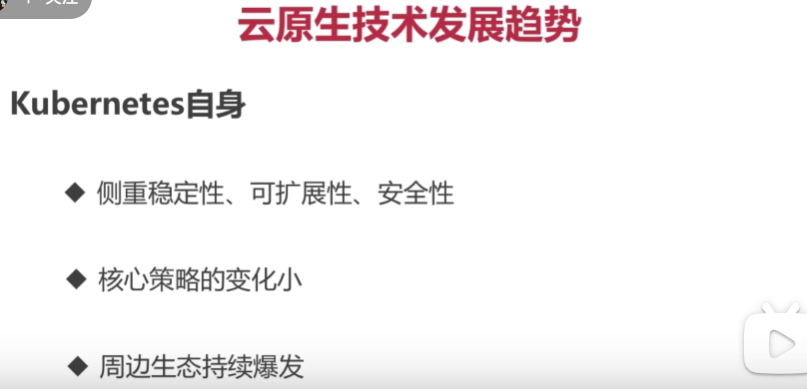 + 关注
云原生技术发展趋势
Kubernetes自身
◆ 侧重稳定性、可扩展性、安全性
◆ 核心策略的变化小
◆ 周边生态持续爆发